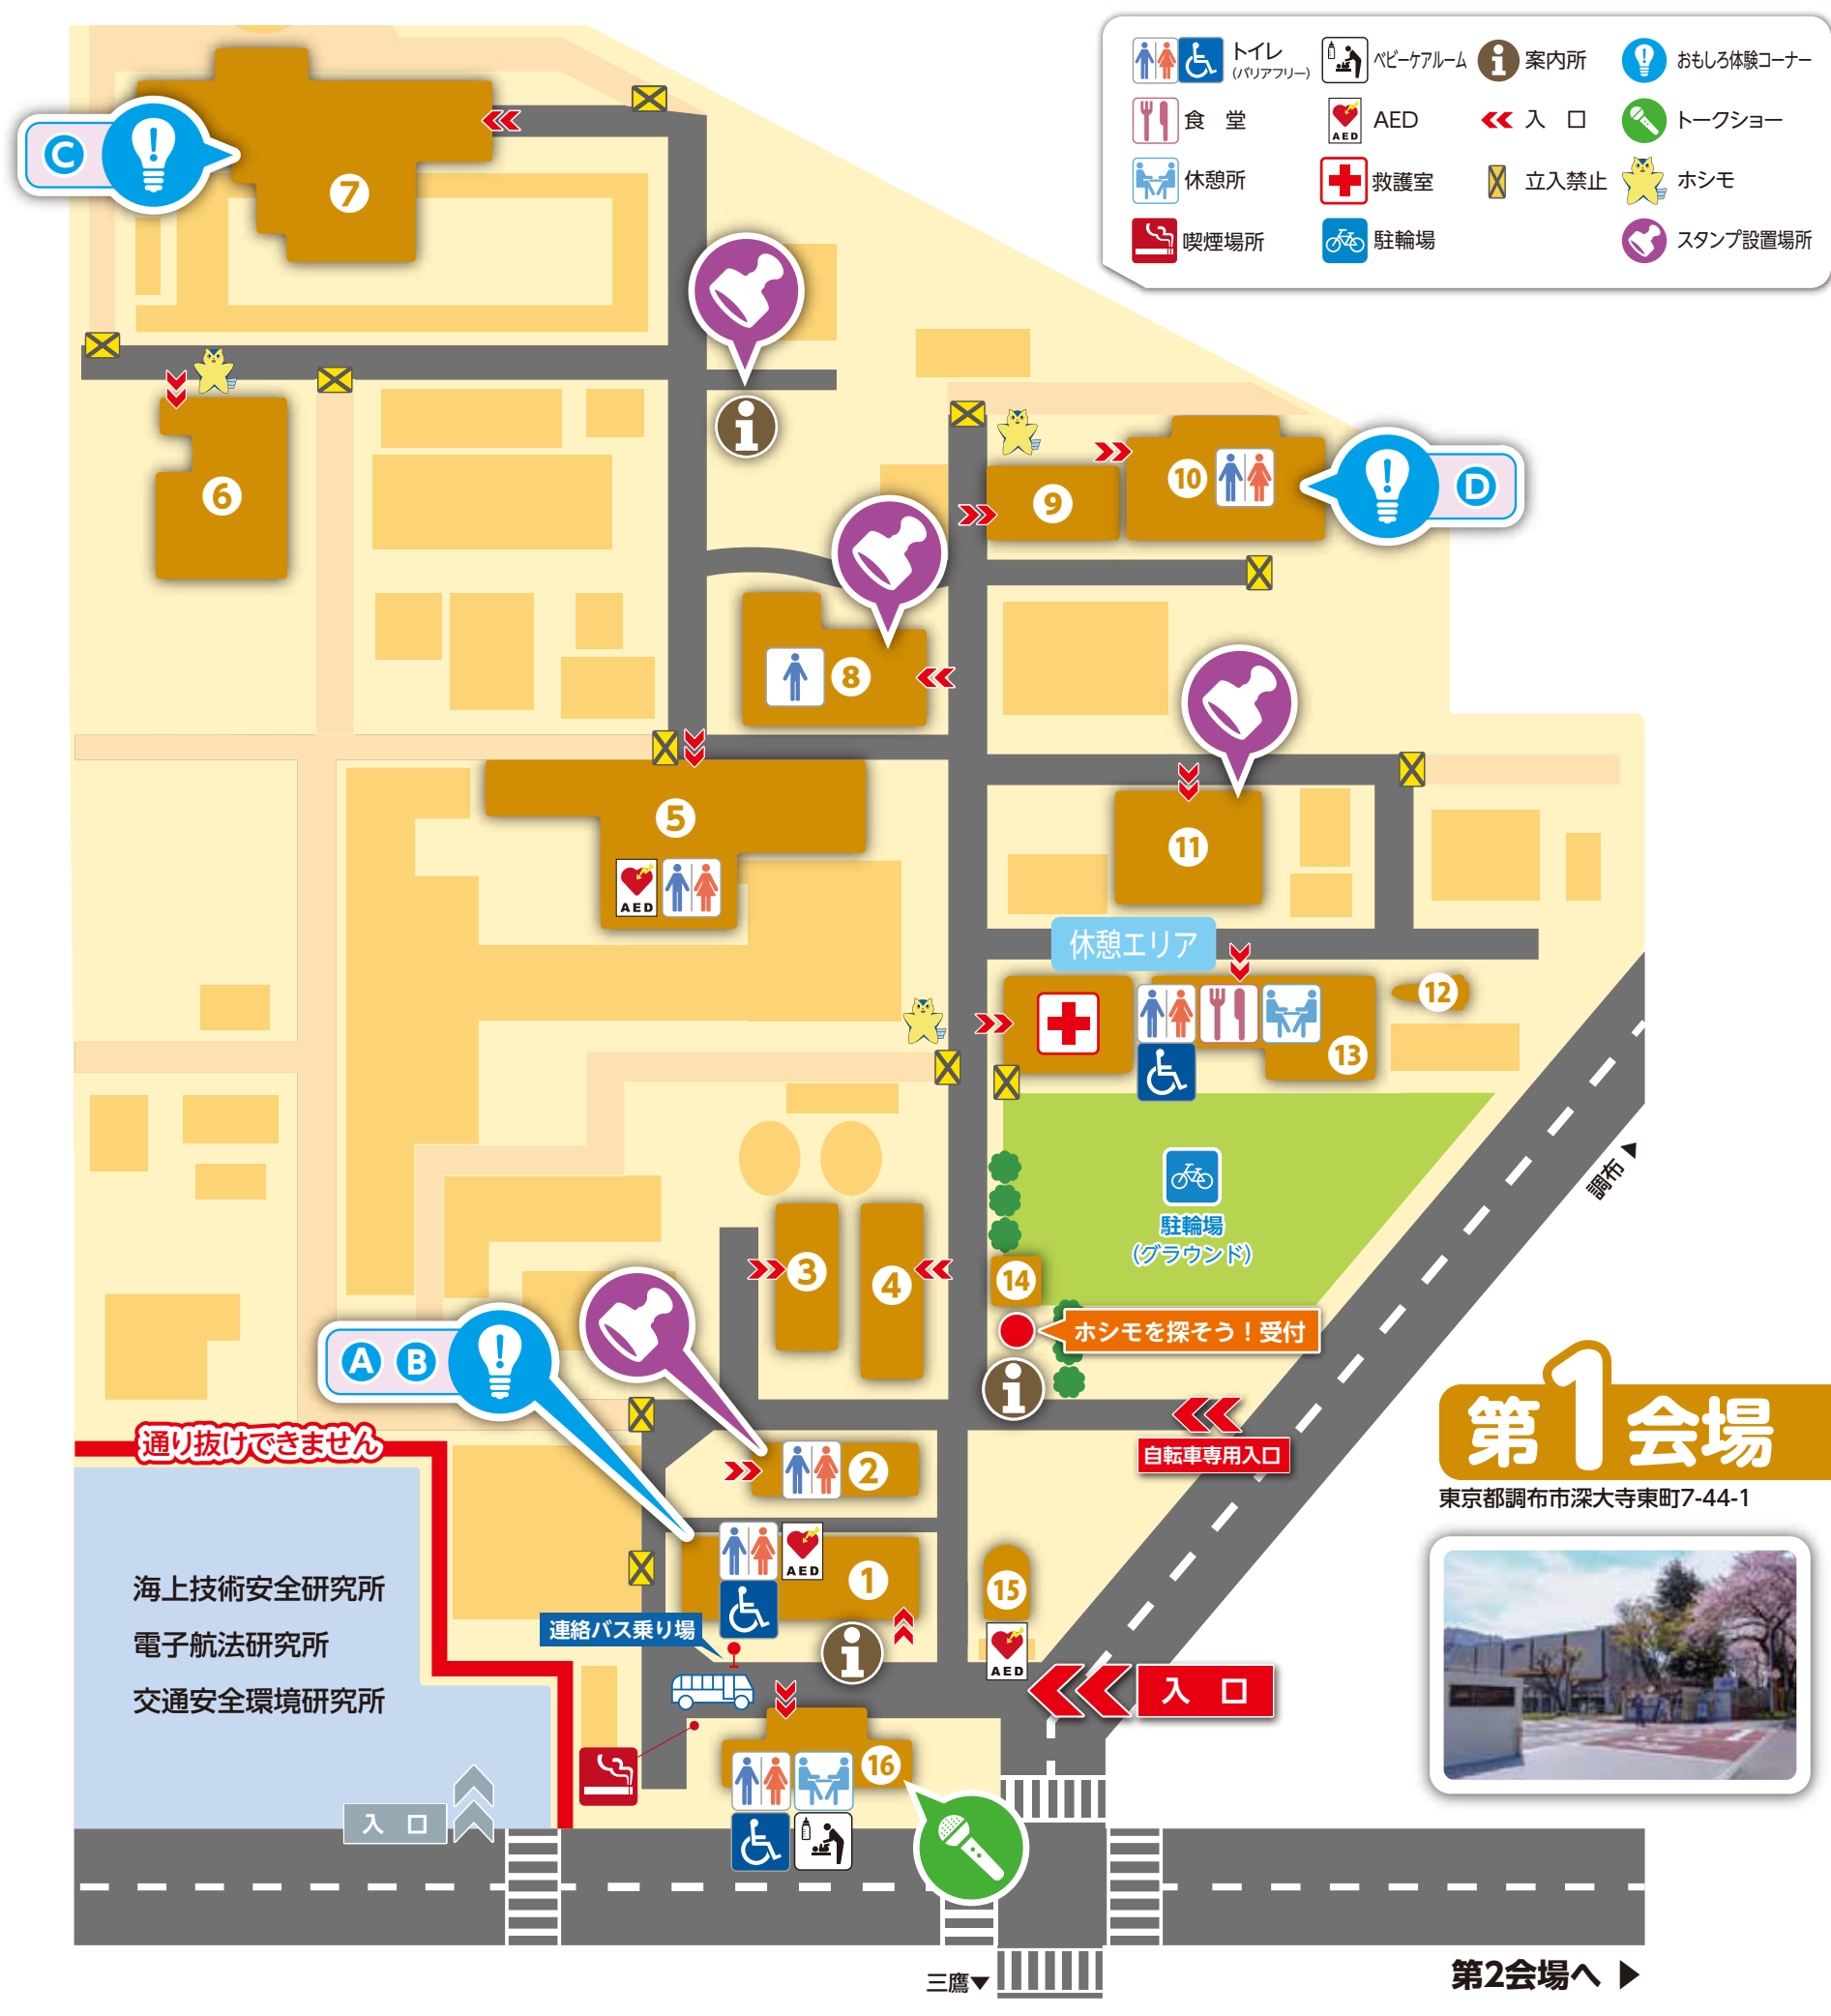 トイレ
(バリアフリー)
ベビーケアルーム
案内所
おもしろ体験コーナー
食 堂
AED
AED
入 口
トークショー
休憩所
救護室
立入禁止
ホシモ
喫煙場所
駐輪場
スタンプ設置場所
C
7
6
9
10
D
8
5
AED
11
休憩エリア
12
13
調布▲
駐輪場
(グラウンド)
3
4
14
ホシモを探そう！受付
A B
自転車専用入口
通り抜けできません
2
第1会場
東京都調布市深大寺東町7-44-1
AED
1
15
AED
連絡バス乗り場
海上技術安全研究所
電子航法研究所
交通安全環境研究所
入 口
16
入 口
三鷹▼
第2会場へ ▶